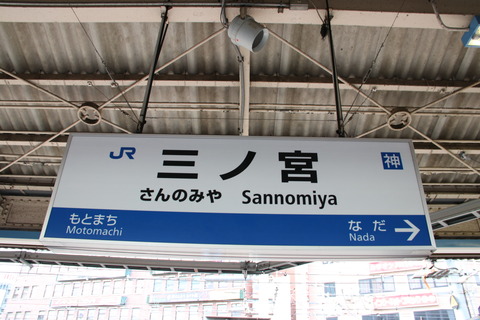 JR 三ノ宮 神
さんのみや Sannomiya
もとまち なだ
Motomachi Nada →